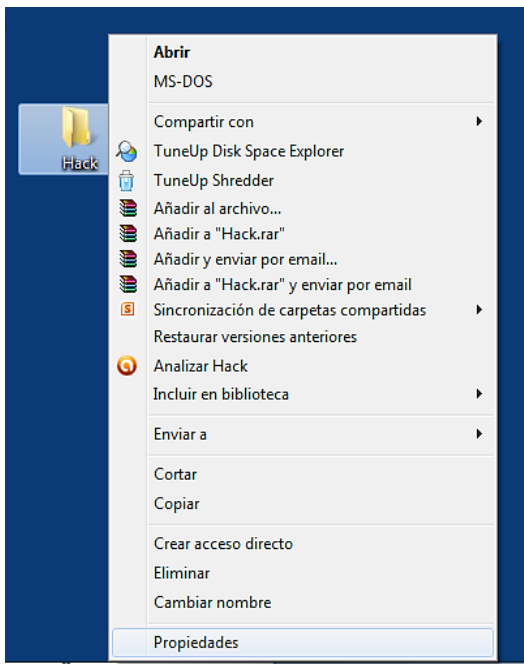 Abrir
MS-DOS
Compartir con
Hack
TuneUp Disk Space Explorer
TuneUp Shredder
Añadir al archivo...
Añadir a "Hack.rar"
Añadir y enviar por email...
Añadir a "Hack.rar" y enviar por email
Sincronización de carpetas compartidas
Restaurar versiones anteriores
Analizar Hack
Incluir en biblioteca
Enviar a
Cortar
Copiar
Crear acceso directo
Eliminar
Cambiar nombre
Propiedades